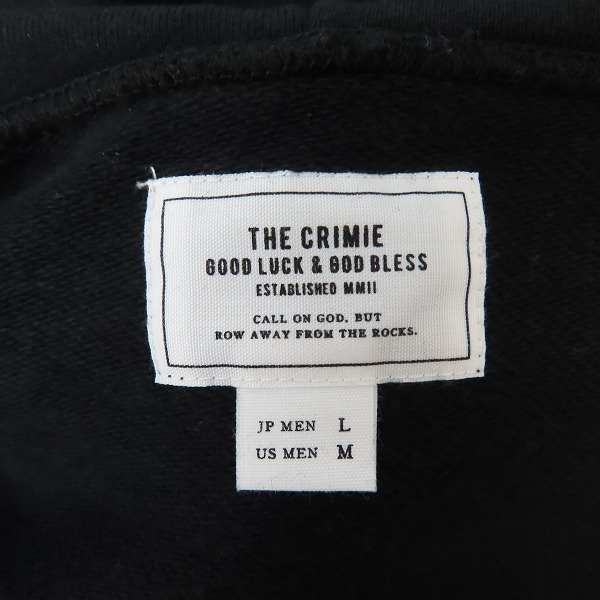 THE CRIMIE
GOOD LUCK & GOD BLESS
ESTABLISHED MMII
CALL ON GOD, BUT
ROW AWAY FROM THE ROCKS.
JP MEN L
US MEN M